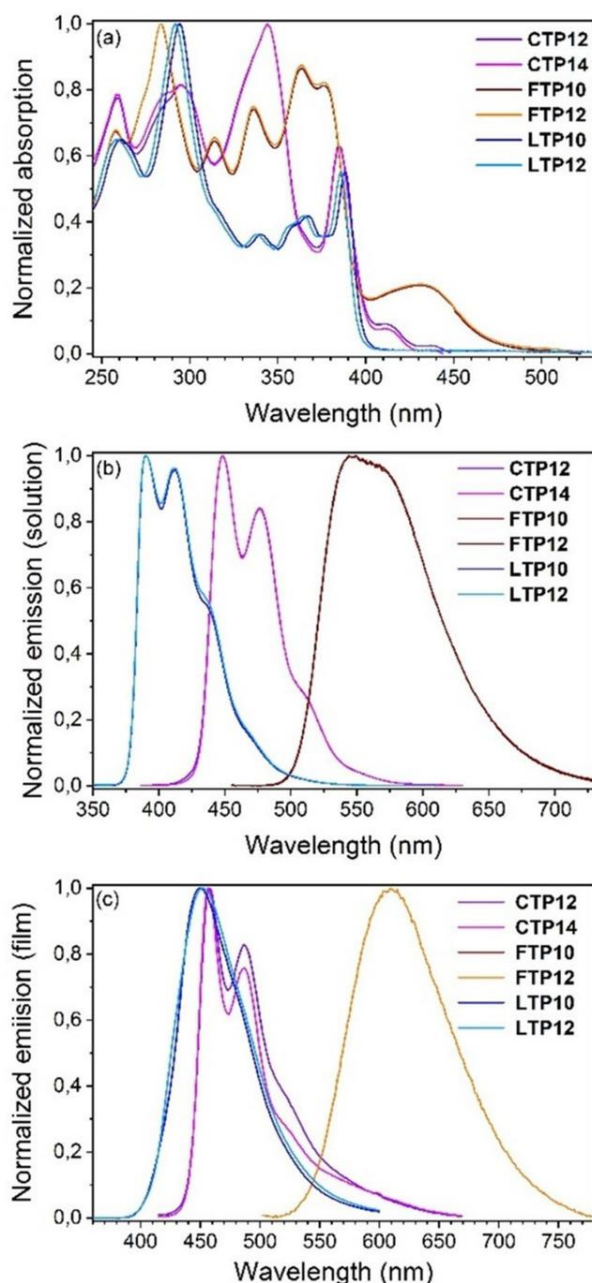 (a)
Normalized absorption
1,0
0,8
0,6
0,4
0,2
0,0
CTP12
CTP14
FTP10
FTP12
LTP10
LTP12
250 300 350 400 450 500
Wavelength (nm)
(b)
Normalized emission (solution)
1,0
0,8
0,6
0,4
0,2
0,0
CTP12
CTP14
FTP10
FTP12
LTP10
LTP12
350 400 450 500 550 600 650 700
Wavelength (nm)
(c)
Normalized emiision (film)
1,0
0,8
0,6
0,4
0,2
0,0
CTP12
CTP14
FTP10
FTP12
LTP10
LTP12
400 450 500 550 600 650 700 750
Wavelength (nm)